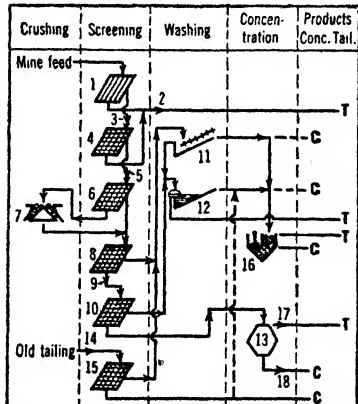 Crushing Screening Washing Concen-tration Products
Conc. Tail.
Mine feed
1
2
T
3
4
11
C
5
6
12
C
7
T
8
16
T
C
9
10
17
T
14
13
Old tailing
18
C
15
C